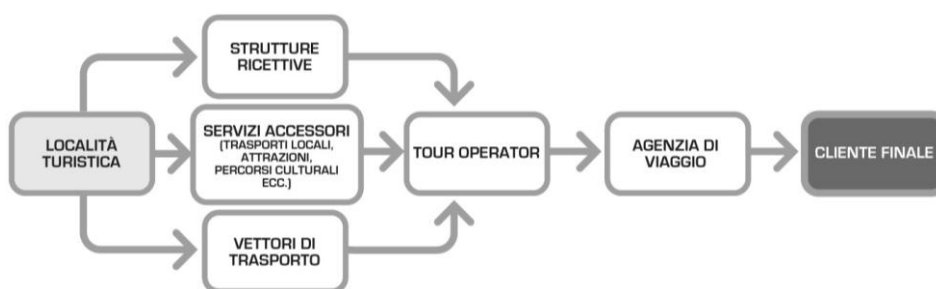 STRUTTURE
RICETTIVE
LOCALITÀ
TURISTICA
SERVIZI ACCESSORI
(TRASPORTI LOCALI,
ATTRAZIONI,
PERCORSI CULTURALI
ECC.)
VETTORI DI
TRASPORTO
TOUR OPERATOR
AGENZIA DI
VIAGGIO
CLIENTE FINALE